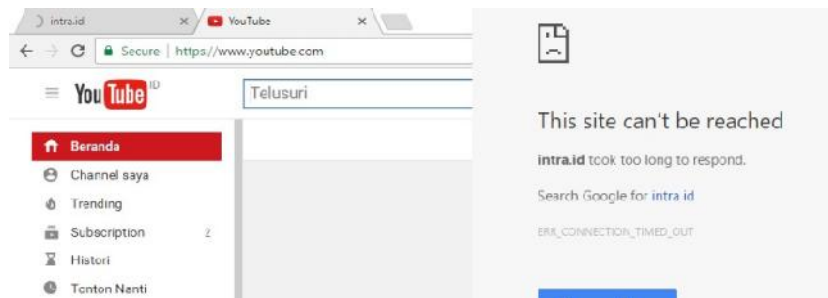 intra.id YouTube
Secure | https://www.youtube.com
YouTube ID
Telusuri
Beranda
Channel saya
Trending
Subscription 2
Histori
Tonton Nanti
This site can't be reached
intra.id took too long to respond.
Search Google for intra id
ERR_CONNECTION_TIMED_OUT